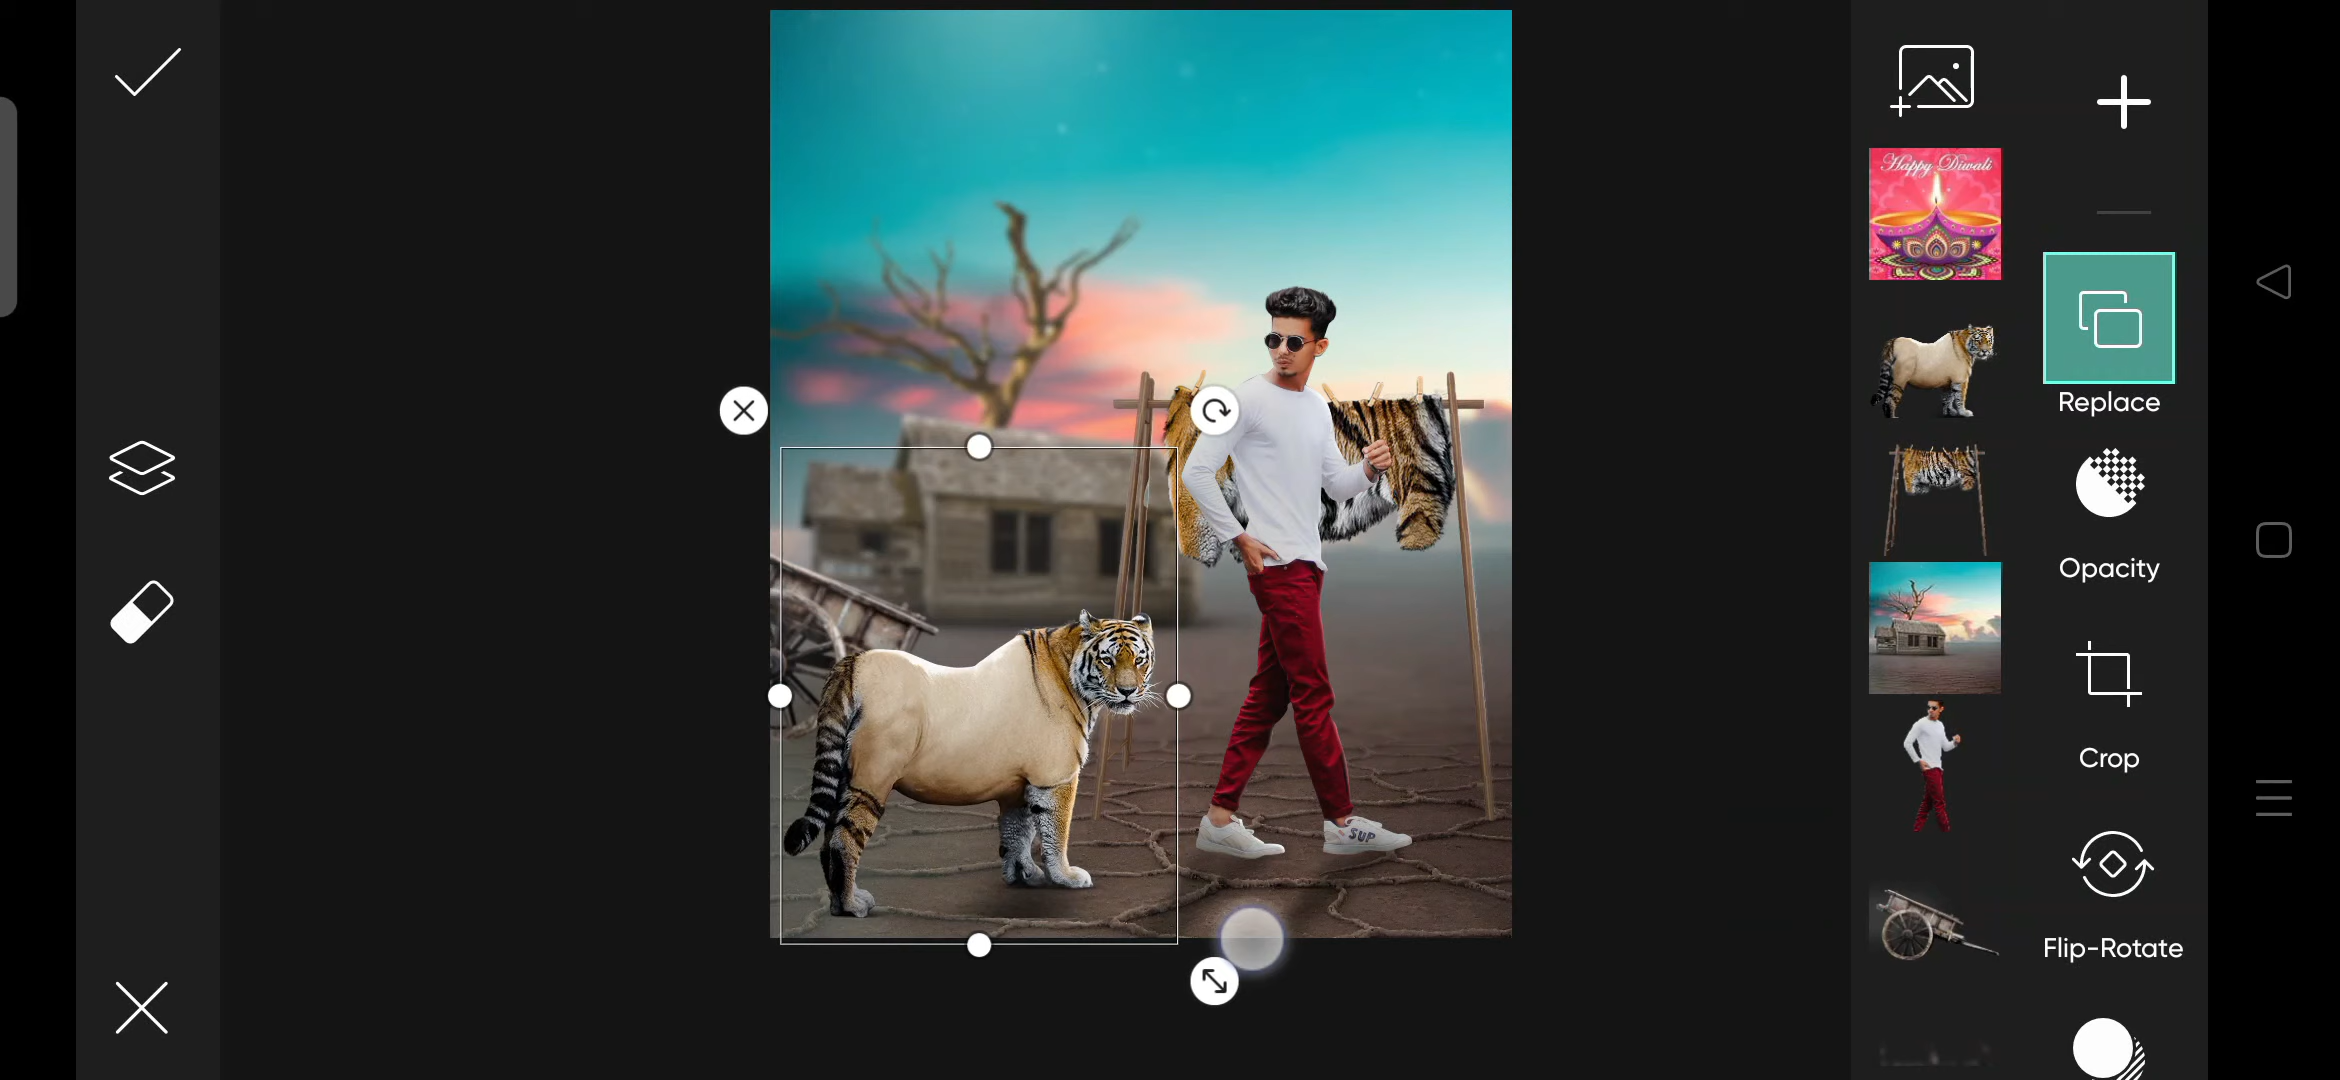 Happy Diwali
Replace
Opacity
Crop
Flip-Rotate
SUP